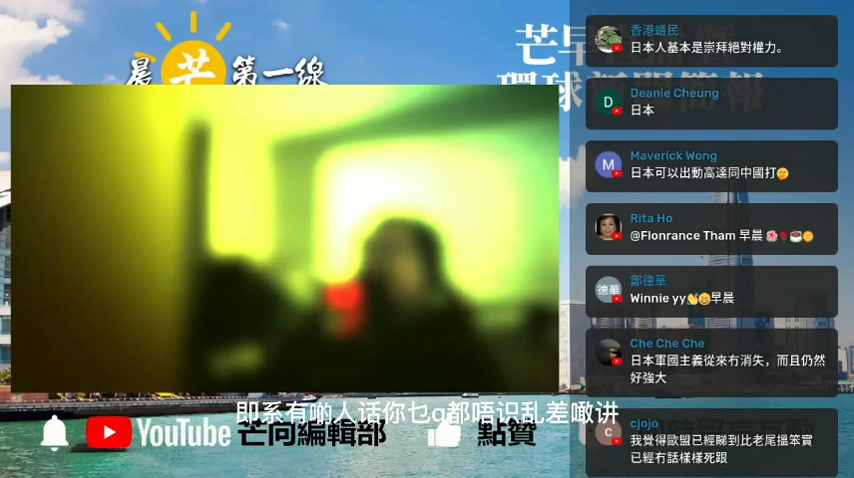 晨芒第一線
芒早
環球新聞簡報
香港順民
日本人基本是崇拜絕對權力。
Deanie Cheung
日本
Maverick Wong
日本可以出動高達同中國打🤭
Rita Ho
@Flonrance Tham 早晨 🌺🌹☕🌞
鄭德華
Winnie yy👋😄早晨
Che Che Che
日本軍國主義從來冇消失，而且仍然
好強大
cjojo
我覺得歐盟已經睇到比老尾搵笨實
已經冇話樣樣死跟
即系有啲人话你乜a都唔识乱差噉讲
YouTube 芒向編輯部 點贊